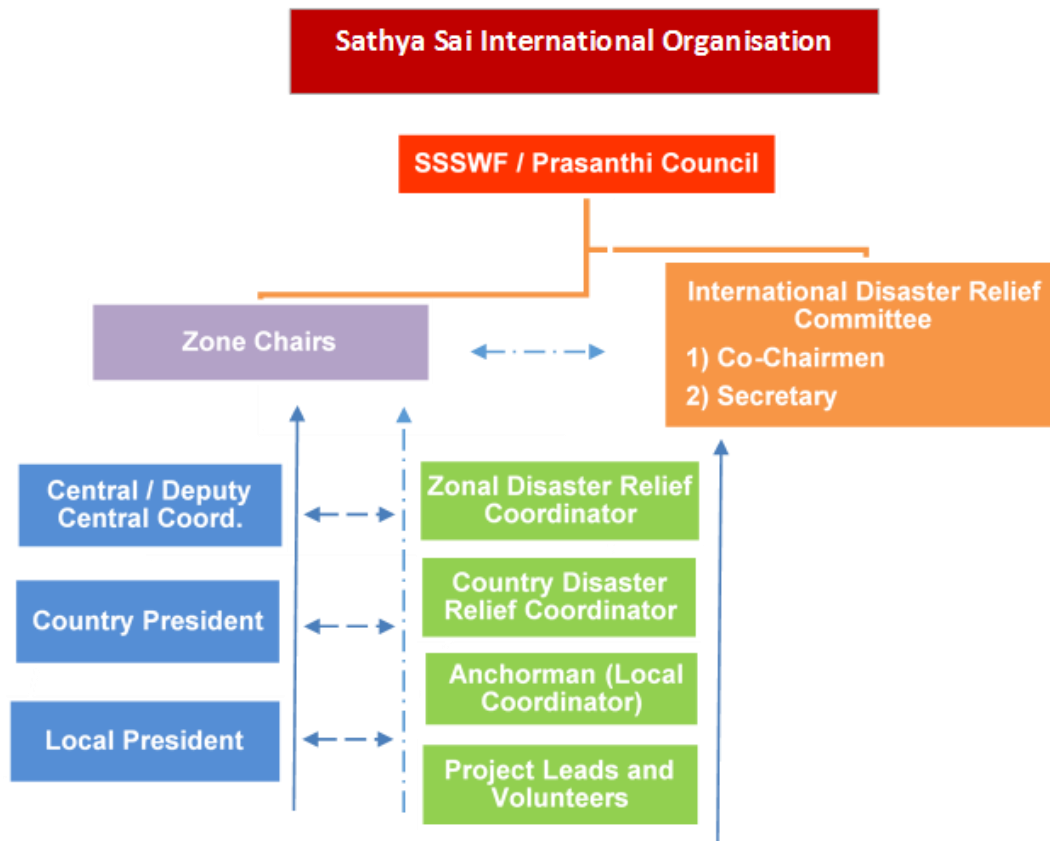 Sathya Sai International Organisation
SSSWF / Prasanthi Council
Zone Chairs
International Disaster Relief
Committee
1) Co-Chairmen
2) Secretary
Central / Deputy
Central Coord.
Zonal Disaster Relief
Coordinator
Country President
Country Disaster
Relief Coordinator
Anchorman (Local
Coordinator)
Local President
Project Leads and
Volunteers